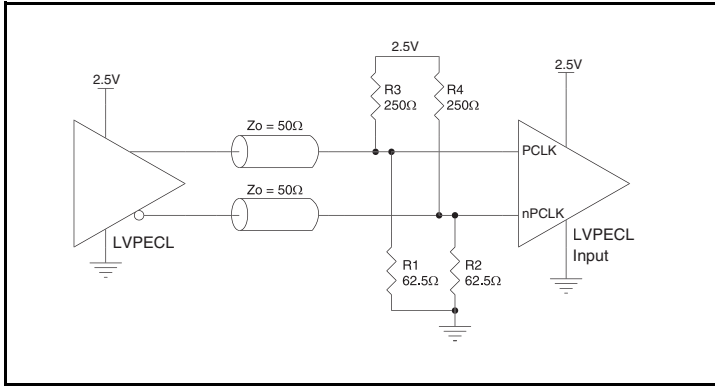 2.5V
2.5V
2.5V
R3
250Ω
R4
250Ω
Zo = 50Ω
PCLK
Zo = 50Ω
nPCLK
LVPECL
LVPECL
Input
R1
62.5Ω
R2
62.5Ω